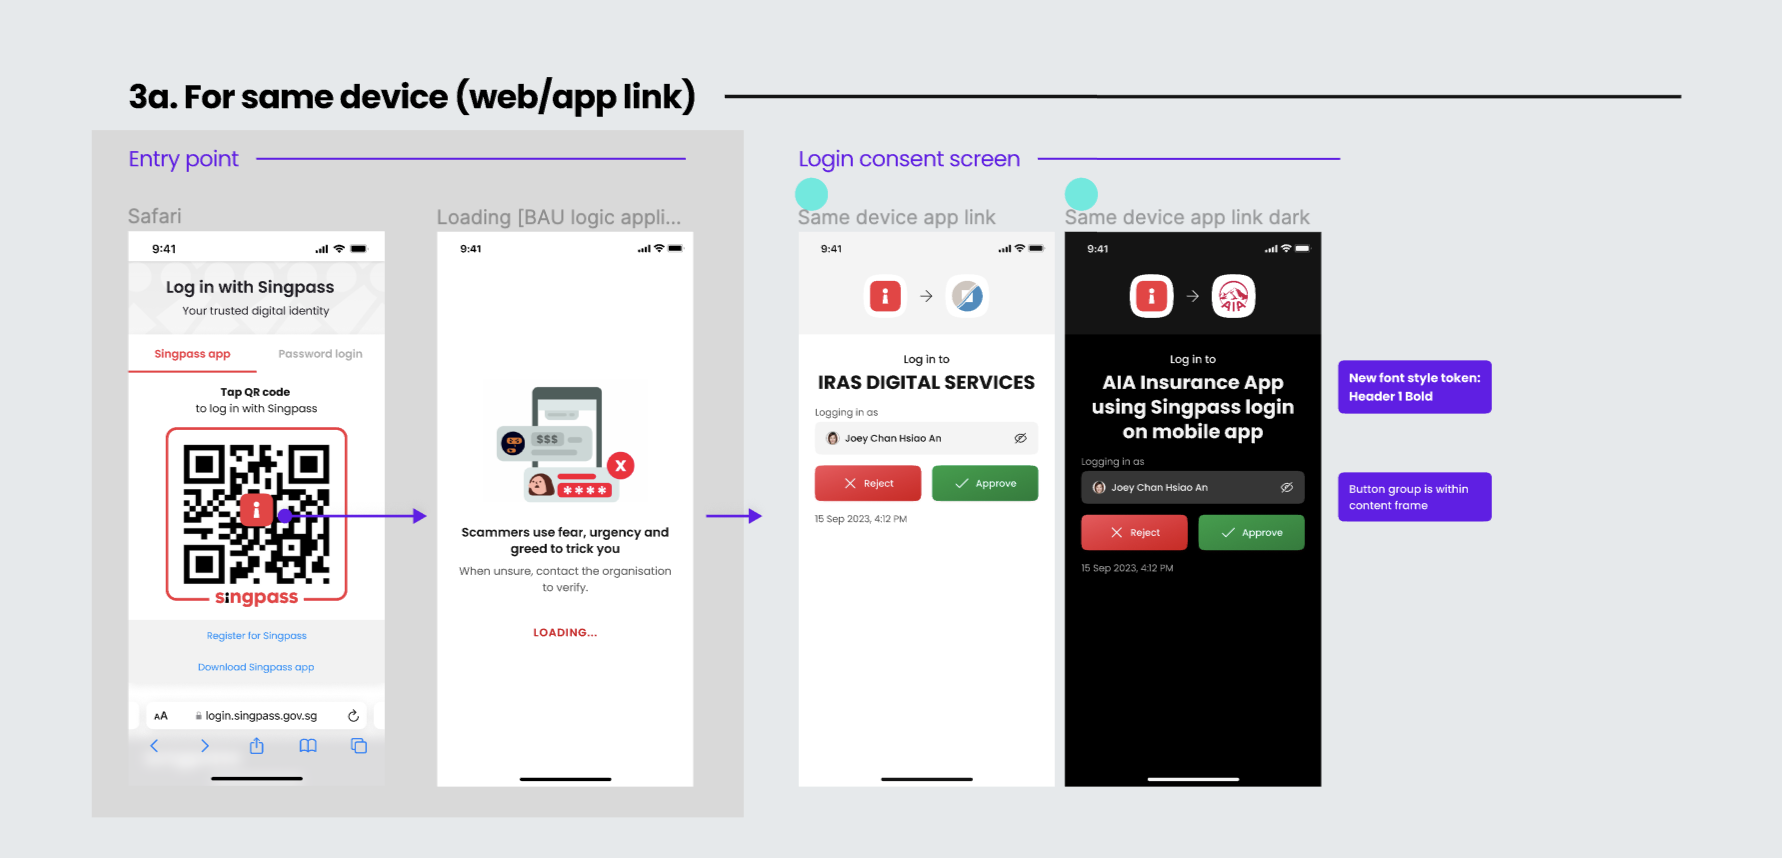 3a. For same device (web/app link)
Entry point
Safari
9:41
Log in with Singpass
Your trusted digital identity
Singpass app
Password login
Tap QR code
to log in with Singpass
singpass
Register for Singpass
Download Singpass app
AA
login.singpass.gov.sg
Loading [BAU logic appli...
9:41
$$$
X
****
Scammers use fear, urgency and
greed to trick you
When unsure, contact the organisation
to verify.
LOADING...
Login consent screen
Same device app link
9:41
Log in to
IRAS DIGITAL SERVICES
Logging in as
Joey Chan Hsiao An
Reject
Approve
15 Sep 2023, 4:12 PM
Same device app link dark
9:41
AIA
Log in to
AIA Insurance App
using Singpass login
on mobile app
Logging in as
Joey Chan Hsiao An
Reject
Approve
15 Sep 2023, 4:12 PM
New font style token:
Header 1 Bold
Button group is within
content frame